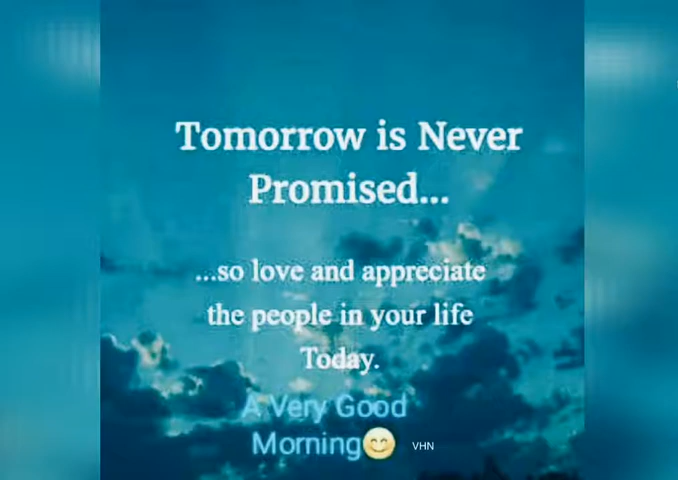 Tomorrow is Never
Promised...
...so love and appreciate
the people in your life
Today.
A Very Good
Morning😊
VHN